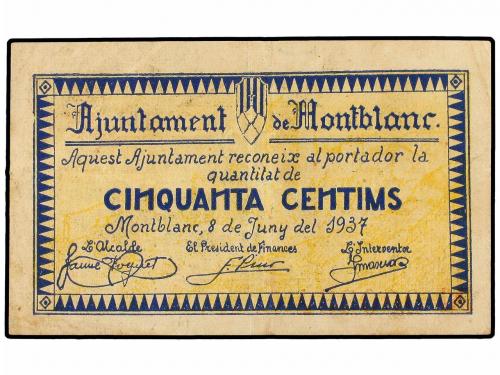 Ajuntament de Montblanc.
Aquest Ajuntament reconeix al portador la
quantitat de
CINQUANTA CENTIMS
Montblanc, 8 de Juny del 1937
L'Alcalde El President de Finances L'Interventor